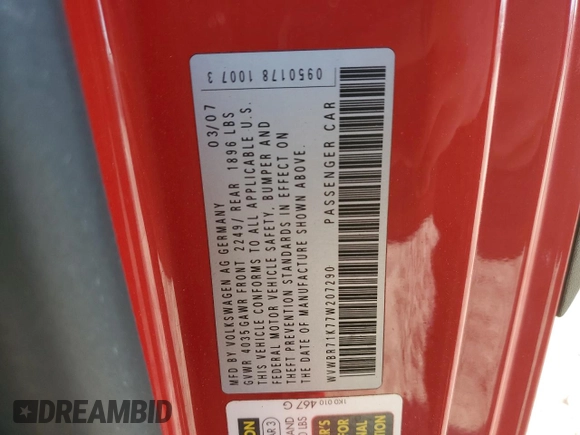 0950178 1007 3
MFD BY VOLKSWAGEN AG GERMANY 03/07
GVWR 4035 GAWR FRONT 2249/ REAR 1896 LBS
THIS VEHICLE CONFORMS TO ALL APPLICABLE U.S.
FEDERAL MOTOR VEHICLE SAFETY, BUMPER AND
THEFT PREVENTION STANDARDS IN EFFECT ON
THE DATE OF MANUFACTURE SHOWN ABOVE.
WVWBR71K77W207290 PASSENGER CAR
1K0 010 467 G
DREAMBID